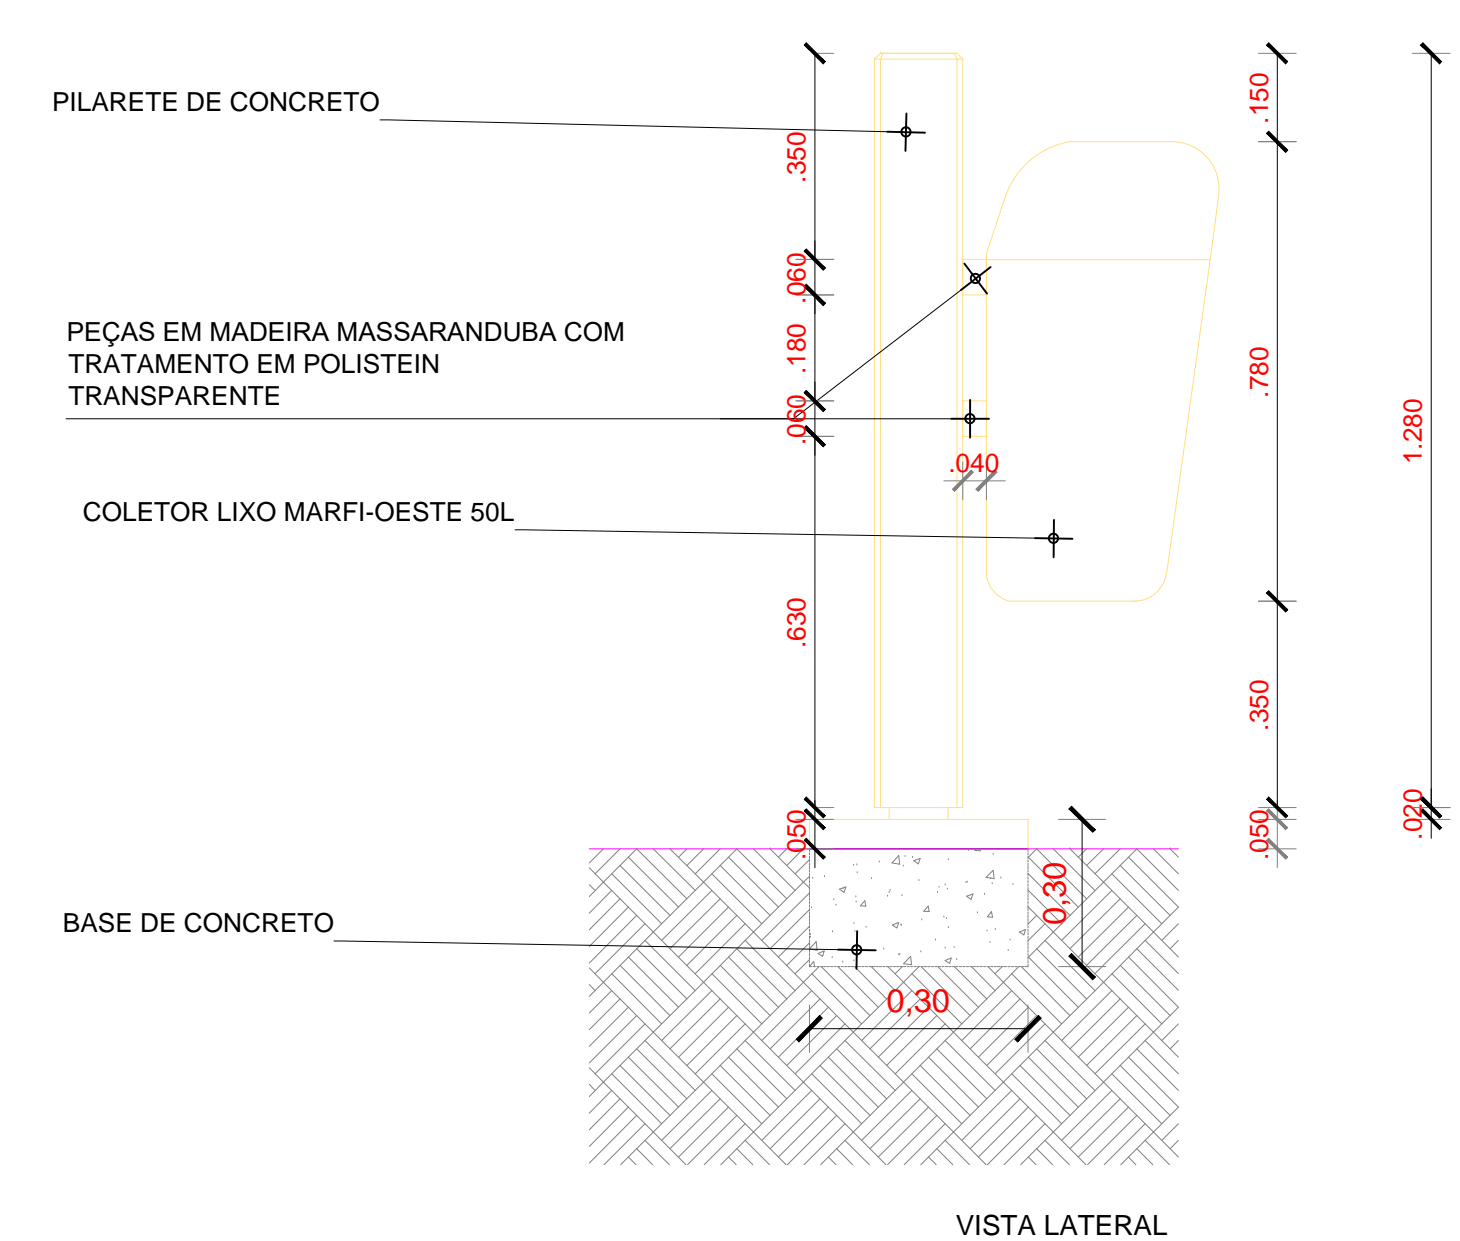 .150
PILARETE DE CONCRETO
.350
.060
PEÇAS EM MADEIRA MASSARANDUBA COM
TRATAMENTO EM POLISTEIN
TRANSPARENTE
.180
.780
.060
1.280
.040
COLETOR LIXO MARFI-OESTE 50L
.630
.350
.050
.050
.020
0,30
BASE DE CONCRETO
0,30
VISTA LATERAL